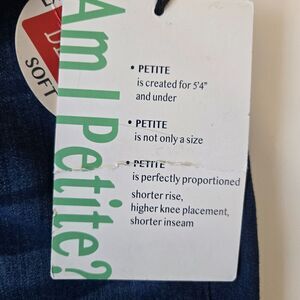 Am I Petite?
• PETITE
is created for 5'4"
and under
• PETITE
is not only a size
• PETITE
is perfectly proportioned
shorter rise,
higher knee placement,
shorter inseam
SOFT